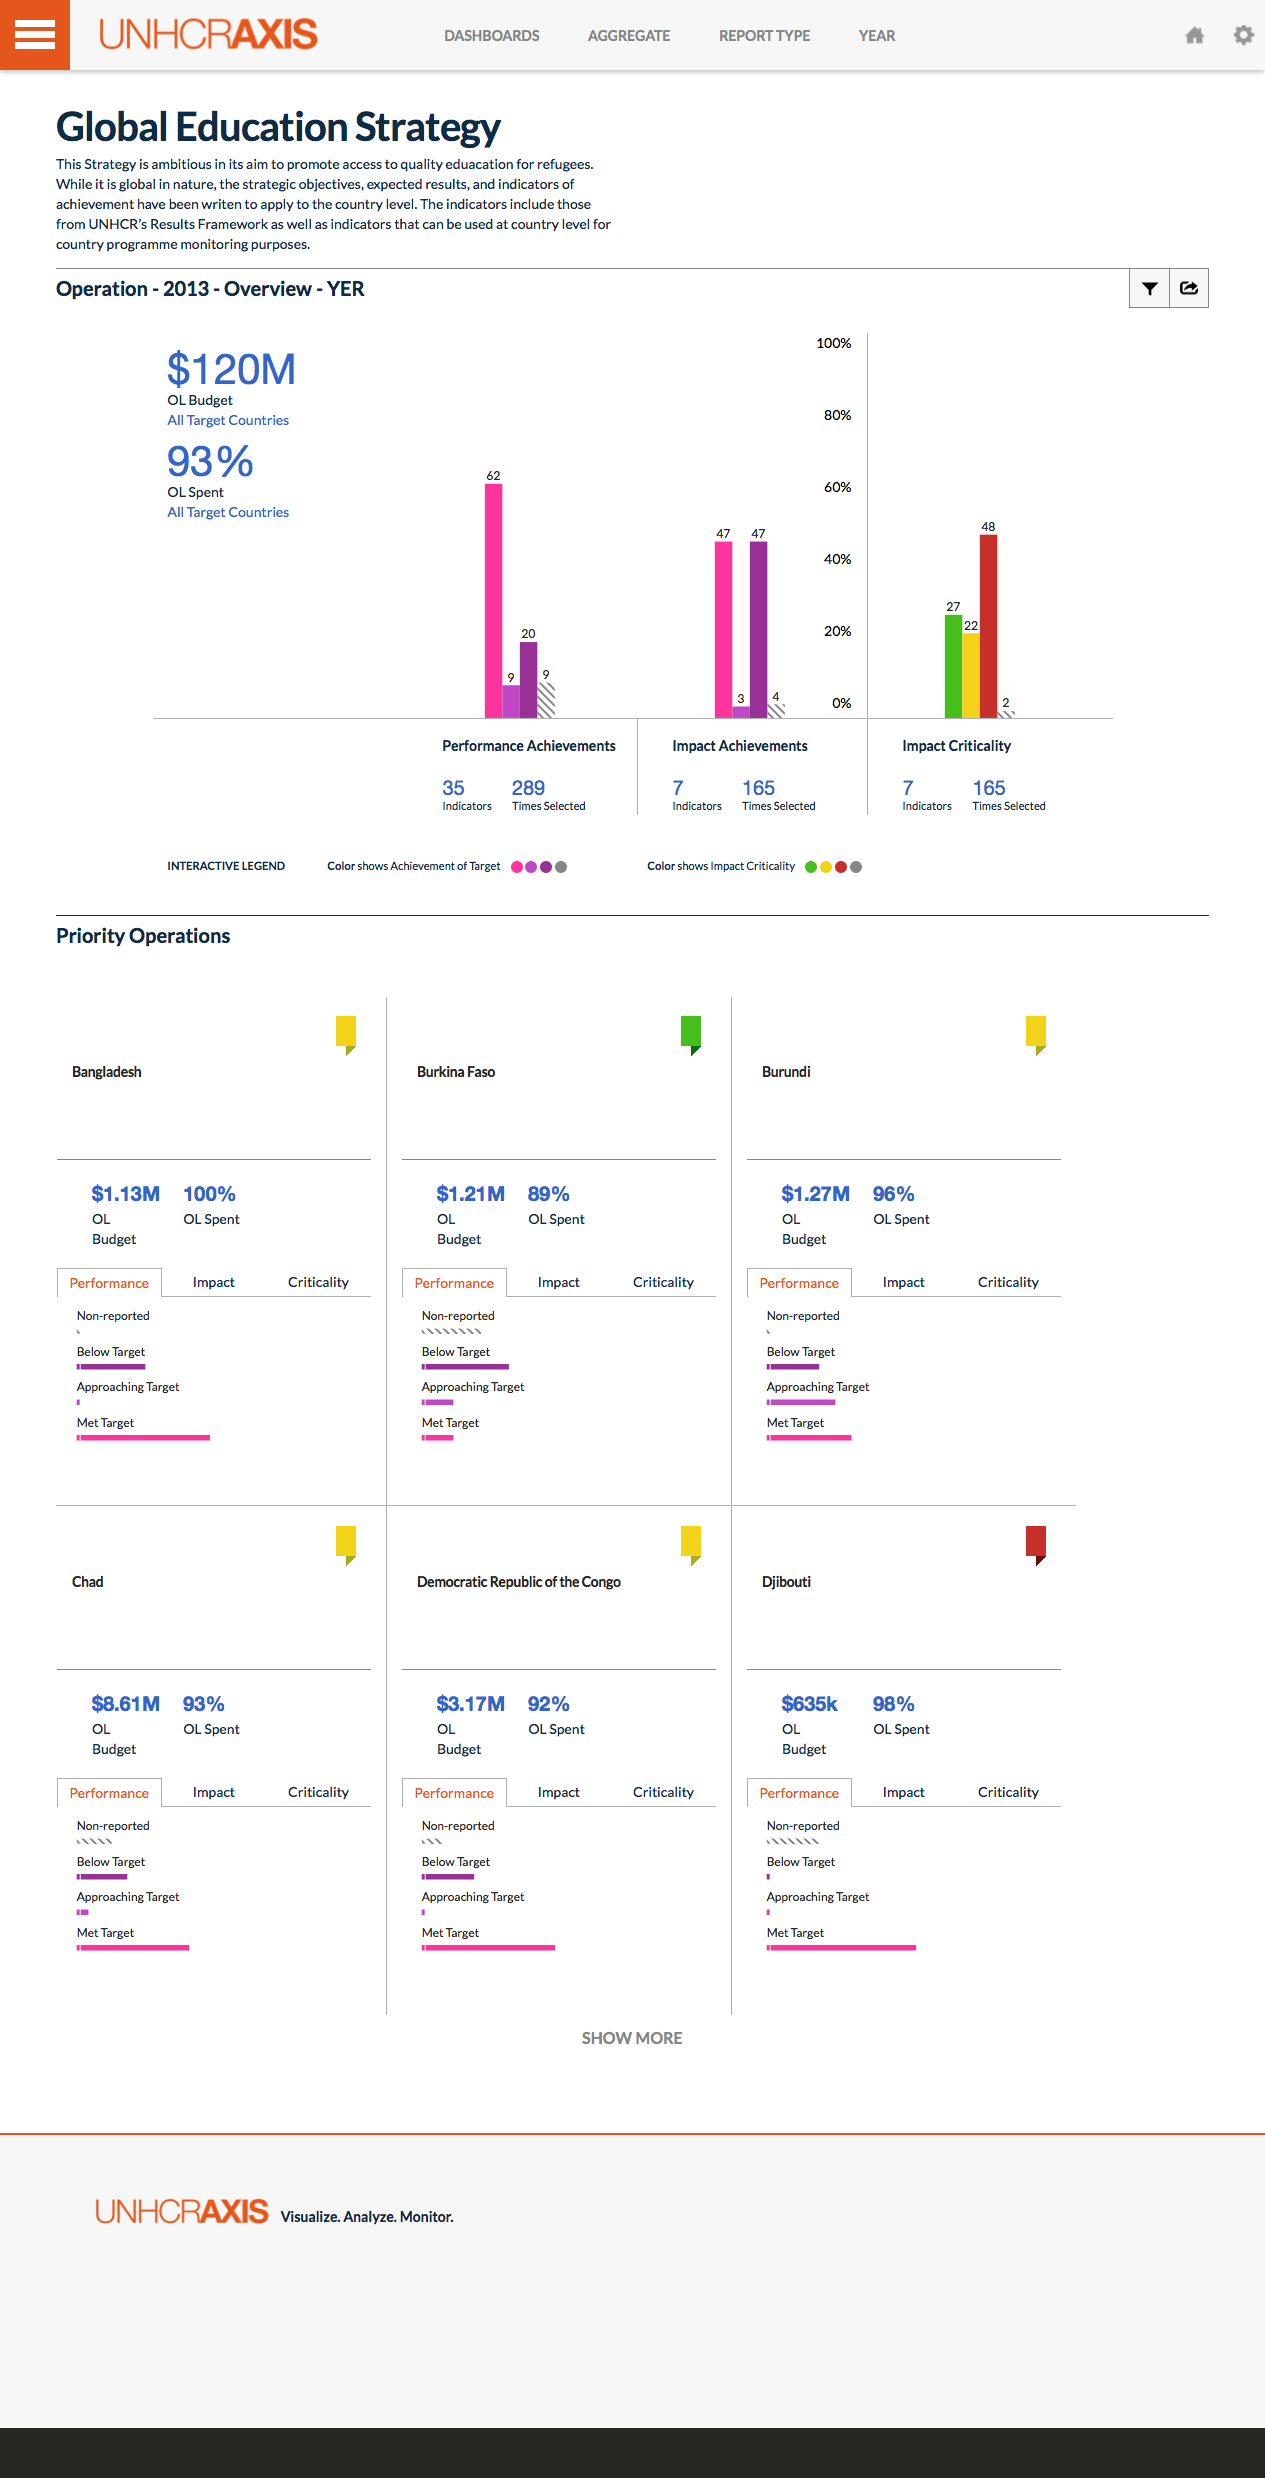 UNHCRAXIS
DASHBOARDS AGGREGATE REPORT TYPE YEAR
Global Education Strategy
This Strategy is ambitious in its aim to promote access to quality eduacation for refugees.
While it is global in nature, the strategic objectives, expected results, and indicators of
achievement have been writen to apply to the country level. The indicators include those
from UNHCR's Results Framework as well as indicators that can be used at country level for
country programme monitoring purposes.
Operation - 2013 - Overview - YER
$120M
OL Budget
All Target Countries
93%
OL Spent
All Target Countries
100%
80%
60%
40%
20%
0%
62
9
20
9
47
3
47
4
27
22
48
2
Performance Achievements
35 289
Indicators Times Selected
Impact Achievements
7 165
Indicators Times Selected
Impact Criticality
7 165
Indicators Times Selected
INTERACTIVE LEGEND Color shows Achievement of Target Color shows Impact Criticality
Priority Operations
Bangladesh
$1.13M 100%
OL OL Spent
Budget
Performance Impact Criticality
Non-reported
Below Target
Approaching Target
Met Target
Burkina Faso
$1.21M 89%
OL OL Spent
Budget
Performance Impact Criticality
Non-reported
Below Target
Approaching Target
Met Target
Burundi
$1.27M 96%
OL OL Spent
Budget
Performance Impact Criticality
Non-reported
Below Target
Approaching Target
Met Target
Chad
$8.61M 93%
OL OL Spent
Budget
Performance Impact Criticality
Non-reported
Below Target
Approaching Target
Met Target
Democratic Republic of the Congo
$3.17M 92%
OL OL Spent
Budget
Performance Impact Criticality
Non-reported
Below Target
Approaching Target
Met Target
Djibouti
$635k 98%
OL OL Spent
Budget
Performance Impact Criticality
Non-reported
Below Target
Approaching Target
Met Target
SHOW MORE
UNHCRAXIS Visualize. Analyze. Monitor.